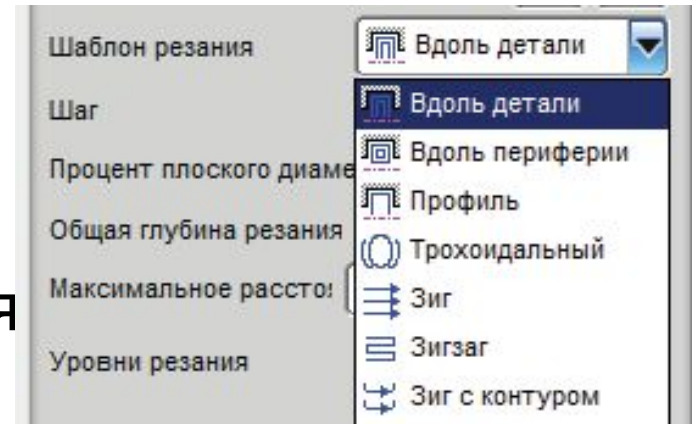 Шаблон резания
Вдоль детали
Шаг
Вдоль детали
Процент плоского диаме
Вдоль периферии
Профиль
Общая глубина резания
Трохоидальный
Максимальное рассто
я
Зиг
Уровни резания
Зигзаг
Зиг с контуром